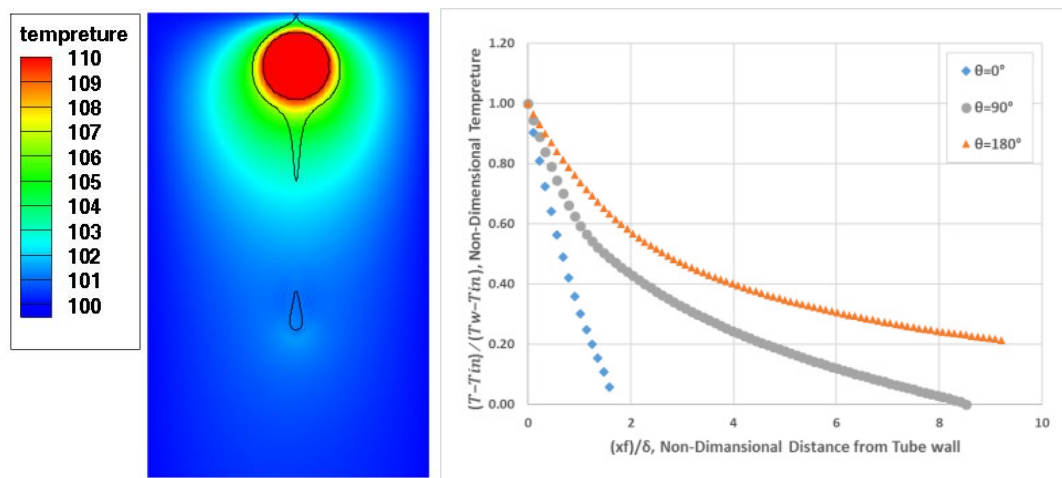 tempreture
110
109
108
107
106
105
104
103
102
101
100
(T-Tin)/(Tw-Tin), Non-Dimensional Tempreture
1.20
1.00
0.80
0.60
0.40
0.20
0.00
0 2 4 6 8 10
(xf)/δ, Non-Dimansional Distance from Tube wall
θ=0°
θ=90°
θ=180°